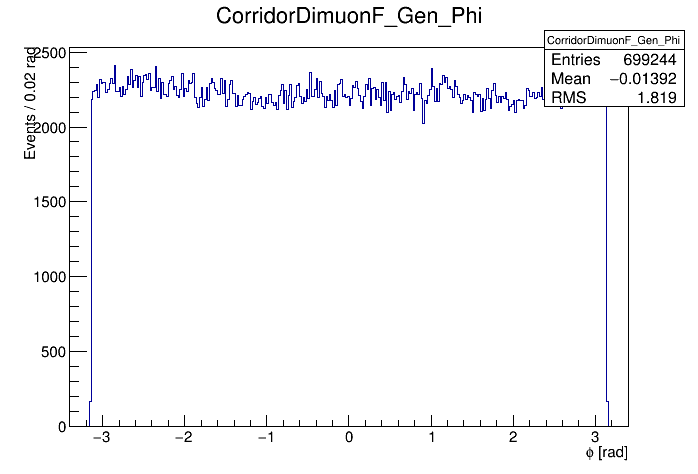 CorridorDimuonF_Gen_Phi
CorridorDimuonF_Gen_Phi
Entries 699244
Mean −0.01392
RMS 1.819
Events / 0.02 rad
2500
2000
1500
1000
500
0
−3 −2 −1 0 1 2 3
ϕ [rad]